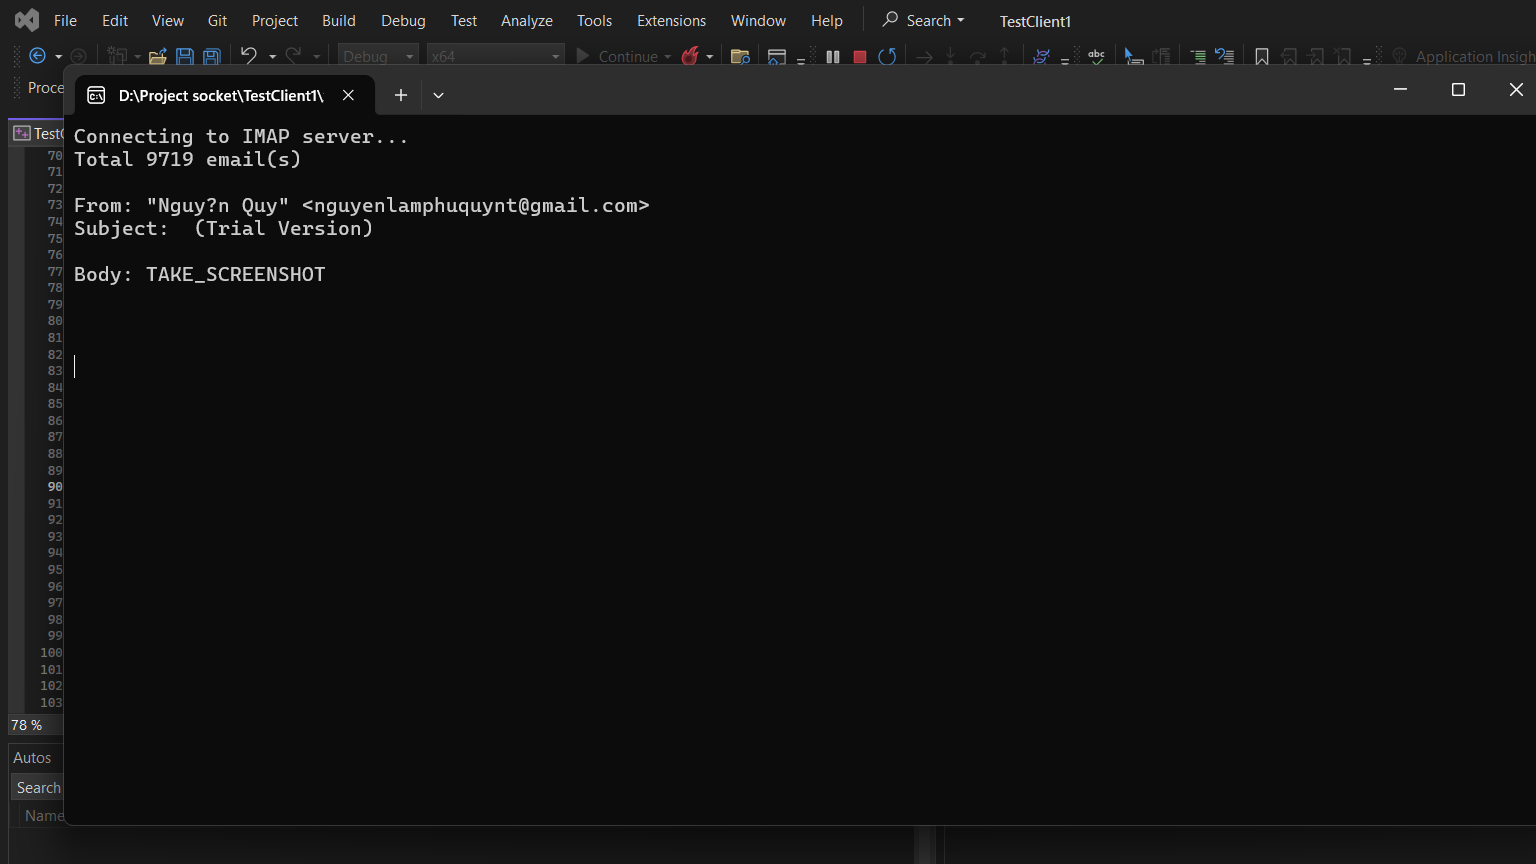 File Edit View Git Project Build Debug Test Analyze Tools Extensions Window Help Search TestClient1
Debug x64 Continue Application Insigh
Proce
D:\Project socket\TestClient1\
TestC
Connecting to IMAP server...
Total 9719 email(s)
From: "Nguy?n Quy" <nguyenlamphuquynt@gmail.com>
Subject:  (Trial Version)
Body: TAKE_SCREENSHOT
70
71
72
73
74
75
76
77
78
79
80
81
82
83
84
85
86
87
88
89
90
91
92
93
94
95
96
97
98
99
100
101
102
103
78 %
Autos
Search
Name